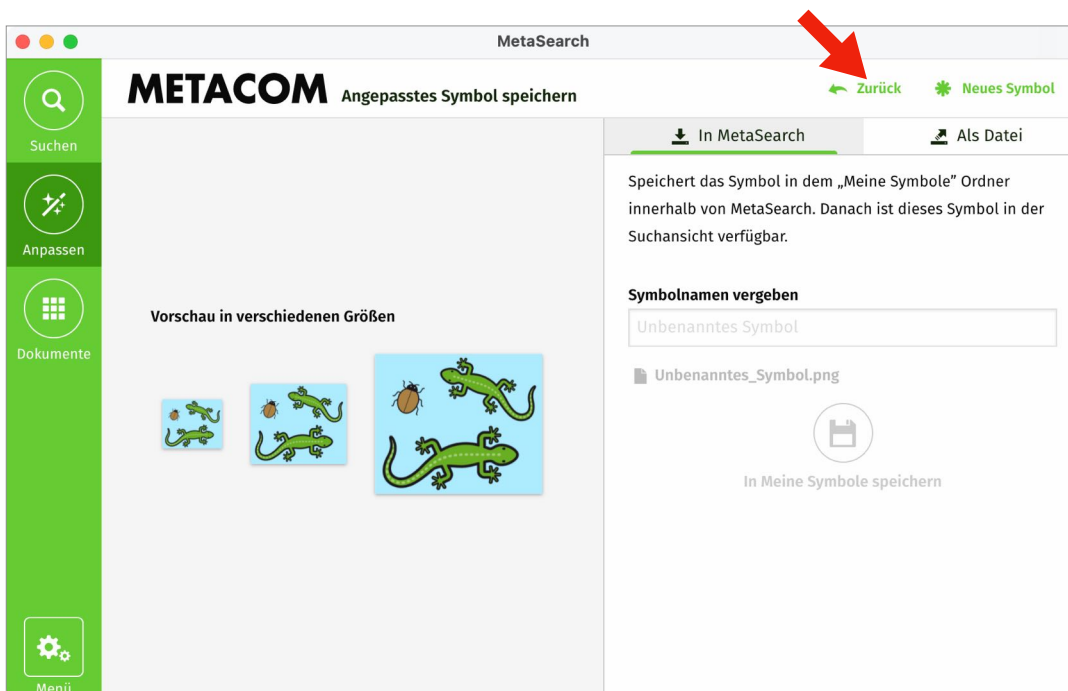 MetaSearch
METACOM Angepasstes Symbol speichern
Zurück
Neues Symbol
Suchen
Anpassen
Dokumente
Menü
Vorschau in verschiedenen Größen
In MetaSearch
Als Datei
Speichert das Symbol in dem „Meine Symbole” Ordner
innerhalb von MetaSearch. Danach ist dieses Symbol in der
Suchansicht verfügbar.
Symbolnamen vergeben
Unbenanntes Symbol
Unbenanntes_Symbol.png
In Meine Symbole speichern